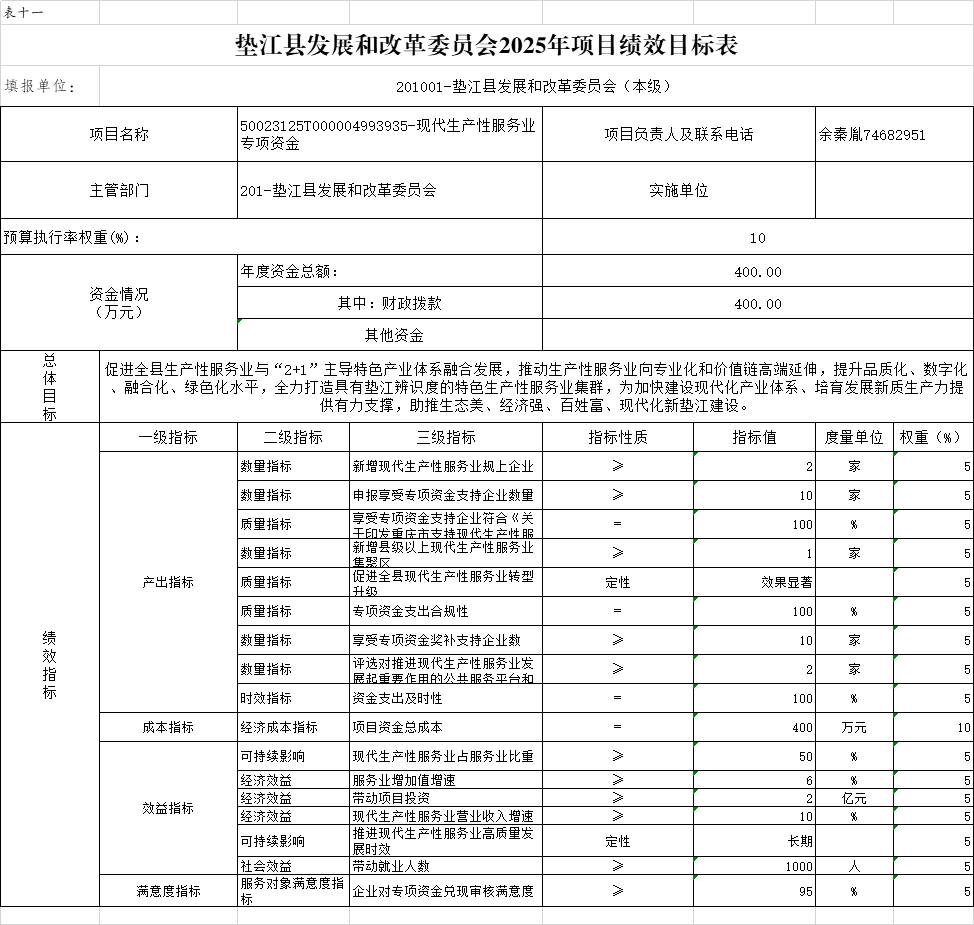 表十一
垫江县发展和改革委员会2025年项目绩效目标表
填报单位： 201001-垫江县发展和改革委员会（本级）
项目名称 50023125T000004993935-现代生产性服务业专项资金 项目负责人及联系电话 余秦胤74682951
主管部门 201-垫江县发展和改革委员会 实施单位
预算执行率权重(%)： 10
资金情况（万元） 年度资金总额： 400.00
其中：财政拨款 400.00
其他资金
总体目标
促进全县生产性服务业与“2+1”主导特色产业体系融合发展，推动生产性服务业向专业化和价值链高端延伸，提升品质化、数字化
、融合化、绿色化水平，全力打造具有垫江辨识度的特色生产性服务业集群，为加快建设现代化产业体系、培育发展新质生产力提
供有力支撑，助推生态美、经济强、百姓富、现代化新垫江建设。
绩效指标
一级指标 二级指标 三级指标 指标性质 指标值 度量单位 权重（%）
产出指标
数量指标 新增现代生产性服务业规上企业 ≥ 2 家 5
数量指标 申报享受专项资金支持企业数量 ≥ 10 家 5
质量指标 享受专项资金支持企业符合《关于印发重庆市支持现代生产性服 ＝ 100 % 5
数量指标 新增县级以上现代生产性服务业集聚区 ≥ 1 家 5
质量指标 促进全县现代生产性服务业转型升级 定性 效果显著 5
质量指标 专项资金支出合规性 ＝ 100 % 5
数量指标 享受专项资金奖补支持企业数 ≥ 10 家 5
数量指标 评选对推进现代生产性服务业发展起重要作用的公共服务平台和 ≥ 2 家 5
时效指标 资金支出及时性 ＝ 100 % 5
成本指标 经济成本指标 项目资金总成本 ＝ 400 万元 10
效益指标
可持续影响 现代生产性服务业占服务业比重 ≥ 50 % 5
经济效益 服务业增加值增速 ≥ 6 % 5
经济效益 带动项目投资 ≥ 2 亿元 5
经济效益 现代生产性服务业营业收入增速 ≥ 10 % 5
可持续影响 推进现代生产性服务业高质量发展时效 定性 长期 5
社会效益 带动就业人数 ≥ 1000 人 5
满意度指标 服务对象满意度指标 企业对专项资金兑现审核满意度 ≥ 95 % 5